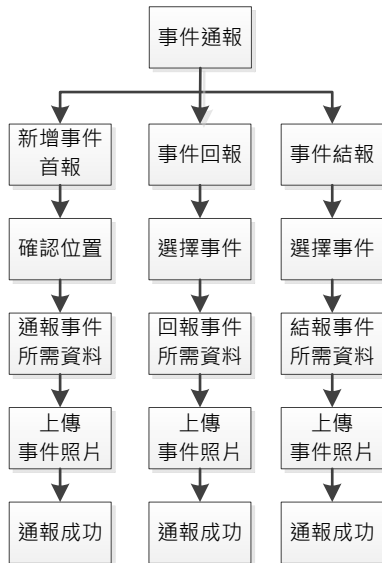 事件通報
新增事件
首報
確認位置
通報事件
所需資料
上傳
事件照片
通報成功
事件回報
選擇事件
回報事件
所需資料
上傳
事件照片
通報成功
事件結報
選擇事件
結報事件
所需資料
上傳
事件照片
通報成功